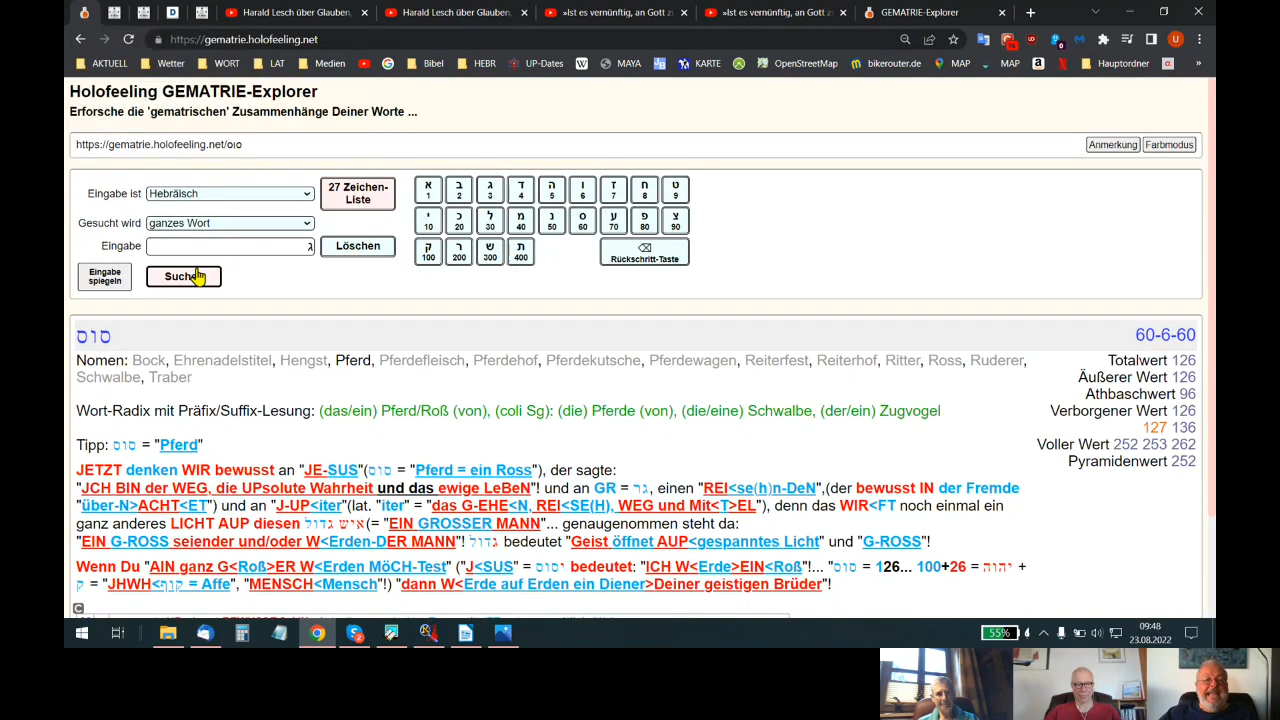 Harald Lesch über Glauben, Harald Lesch über Glauben, »Ist es vernünftig, an Gott z »Ist es vernünftig, an Gott z GEMATRIE-Explorer
https://gematrie.holofeeling.net
AKTUELL Wetter WORT LAT Medien Bibel HEBR UP-Dates MAYA KARTE OpenStreetMap bikerouter.de MAP MAP Hauptordner
Holofeeling GEMATRIE-Explorer
Erforsche die 'gematrischen' Zusammenhänge Deiner Worte ...
https://gematrie.holofeeling.net/סוס Anmerkung Farbmodus
Eingabe ist Hebräisch 27 Zeichen-Liste
א 1 ב 2 ג 3 ד 4 ה 5 ו 6 ז 7 ח 8 ט 9
Gesucht wird ganzes Wort
י 10 כ 20 ל 30 מ 40 נ 50 ס 60 ע 70 פ 80 צ 90
Eingabe ג Löschen
ק 100 ר 200 ש 300 ת 400 Rückschritt-Taste
Eingabe spiegeln Suche
סוס 60-6-60
Nomen: Bock, Ehrenadelstitel, Hengst, Pferd, Pferdefleisch, Pferdehof, Pferdekutsche, Pferdewagen, Reiterfest, Reiterhof, Ritter, Ross, Ruderer,
Schwalbe, Traber
Totalwert 126
Äußerer Wert 126
Athbaschwert 96
Verborgener Wert 126
127 136
Voller Wert 252 253 262
Pyramidenwert 252
Wort-Radix mit Präfix/Suffix-Lesung: (das/ein) Pferd/Roß (von), (coli Sg): (die) Pferde (von), (die/eine) Schwalbe, (der/ein) Zugvogel
Tipp: סוס = "Pferd"
JETZT denken WIR bewusst an "JE-SUS"(סוס = "Pferd = ein Ross"), der sagte:
"JCH BIN der WEG, die UPsolute Wahrheit und das ewige LeBeN"! und an GR = גר, einen "REI<se(h)n-DeN",(der bewusst IN der Fremde
"über-N>ACHT<ET") und an "J-UP<iter"(lat. "iter" = "das G-EHE<N, REI<SE(H), WEG und Mit<T>EL"), denn das WIR<FT noch einmal ein
ganz anderes LICHT AUP diesen איש גדול(= "EIN GROSSER MANN"... genaugenommen steht da:
"EIN G-ROSS seiender und/oder W<Erden-DER MANN"! גדול bedeutet "Geist öffnet AUP<gespanntes Licht" und "G-ROSS"!
Wenn Du "AIN ganz G<Roß>ER W<Erden MöCH-Test" ("J<SUS" = יסוס bedeutet: "ICH W<Erde>EIN<Roß"!... "סוס = 126... 100+26 = יהוה +
ק = "JHWH<קוף = Affe", "MENSCH<Mensch"!) "dann W<Erde auf Erden ein Diener>Deiner geistigen Brüder"!
55%
09:48
23.08.2022